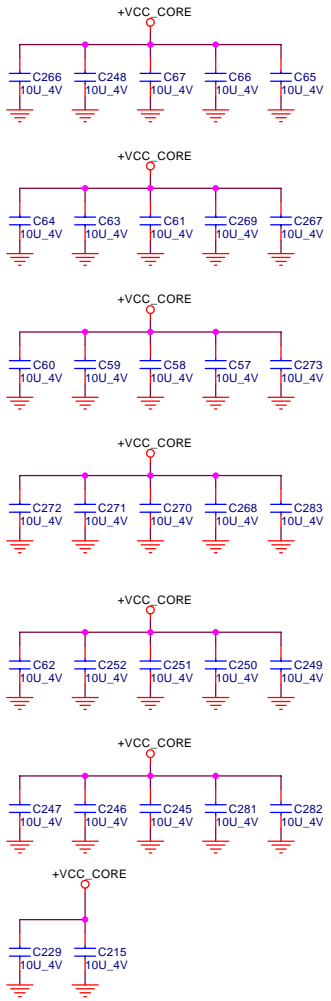 +VCC_CORE
C266 C248 C67 C66 C65
10U_4V 10U_4V 10U_4V 10U_4V 10U_4V
+VCC_CORE
C64 C63 C61 C269 C267
10U_4V 10U_4V 10U_4V 10U_4V 10U_4V
+VCC_CORE
C60 C59 C58 C57 C273
10U_4V 10U_4V 10U_4V 10U_4V 10U_4V
+VCC_CORE
C272 C271 C270 C268 C283
10U_4V 10U_4V 10U_4V 10U_4V 10U_4V
+VCC_CORE
C62 C252 C251 C250 C249
10U_4V 10U_4V 10U_4V 10U_4V 10U_4V
+VCC_CORE
C247 C246 C245 C281 C282
10U_4V 10U_4V 10U_4V 10U_4V 10U_4V
+VCC_CORE
C229 C215
10U_4V 10U_4V